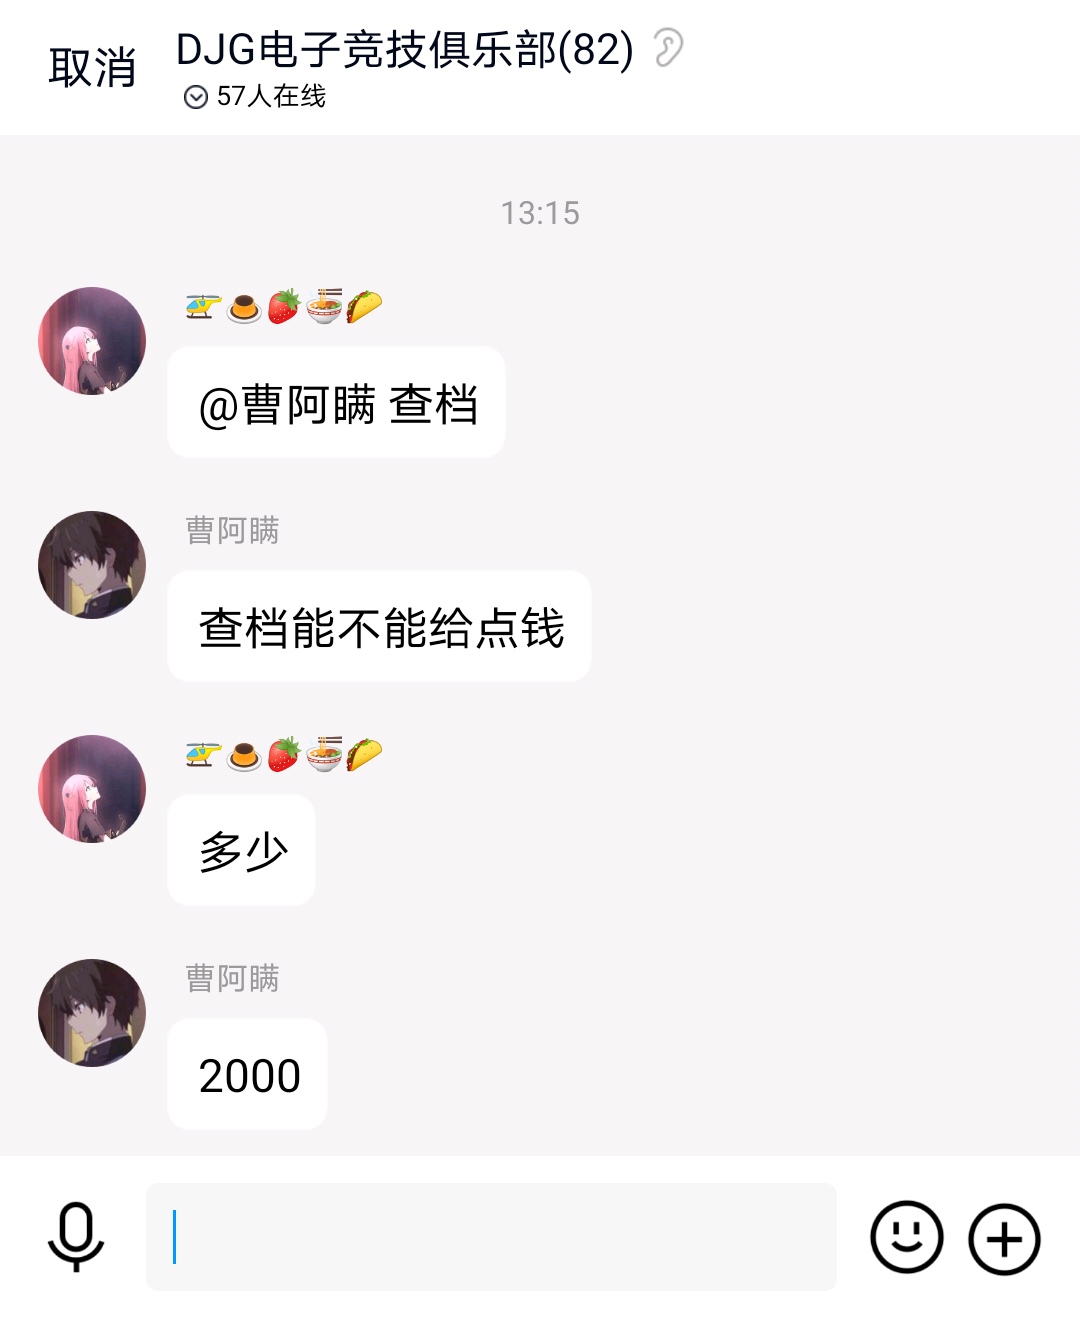 取消
DJG电子竞技俱乐部(82)
57人在线
13:15
🚁🍮🍓🍜🌮
@曹阿瞒 查档
曹阿瞒
查档能不能给点钱
🚁🍮🍓🍜🌮
多少
曹阿瞒
2000